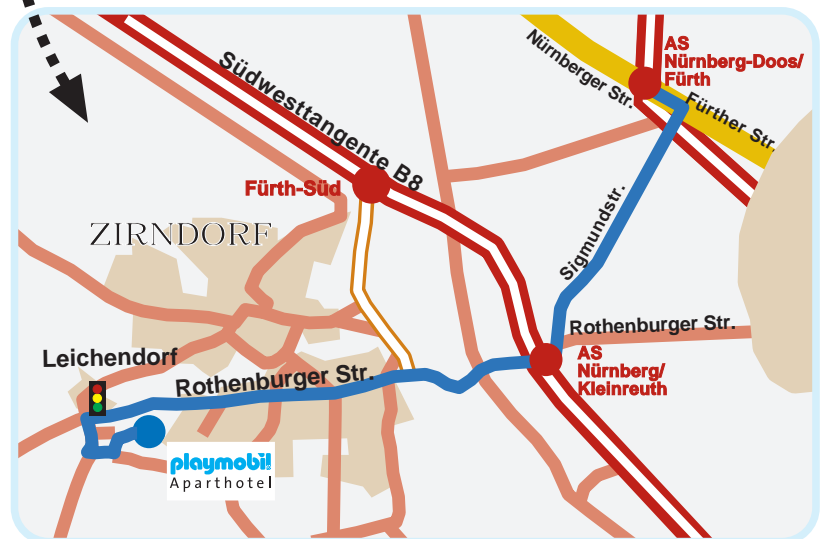 AS
Nürnberg-Doos/
Fürth
Nürnberger Str.
Fürther Str.
Südwesttangente B8
Fürth-Süd
Sigmundstr.
ZIRNDORF
Rothenburger Str.
AS
Nürnberg/
Kleinreuth
Leichendorf
Rothenburger Str.
playmobil
Aparthotel